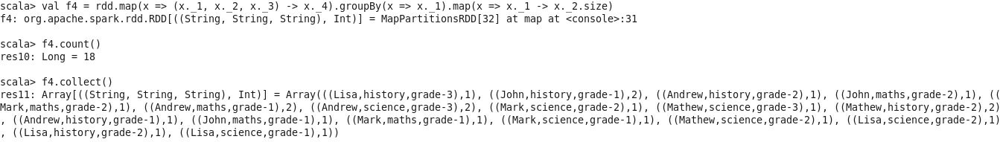 scala> val f4 = rdd.map(x => (x._1, x._2, x._3) -> x._4).groupBy(x => x._1).map(x => x._1 -> x._2.size)
f4: org.apache.spark.rdd.RDD[((String, String, String), Int)] = MapPartitionsRDD[32] at map at <console>:31
scala> f4.count()
res10: Long = 18
scala> f4.collect()
res11: Array[((String, String, String), Int)] = Array(((Lisa,history,grade-3),1), ((John,history,grade-1),2), ((Andrew,history,grade-2),1), ((John,maths,grade-2),1), ((
Mark,maths,grade-2),1), ((Andrew,maths,grade-1),2), ((Andrew,science,grade-3),2), ((Mark,science,grade-2),1), ((Mathew,science,grade-3),1), ((Mathew,history,grade-2),2)
, ((Andrew,history,grade-1),1), ((John,maths,grade-1),1), ((Mark,maths,grade-1),1), ((Mark,science,grade-1),1), ((Mathew,science,grade-2),1), ((Lisa,science,grade-2),1)
, ((Lisa,history,grade-2),1), ((Lisa,science,grade-1),1))